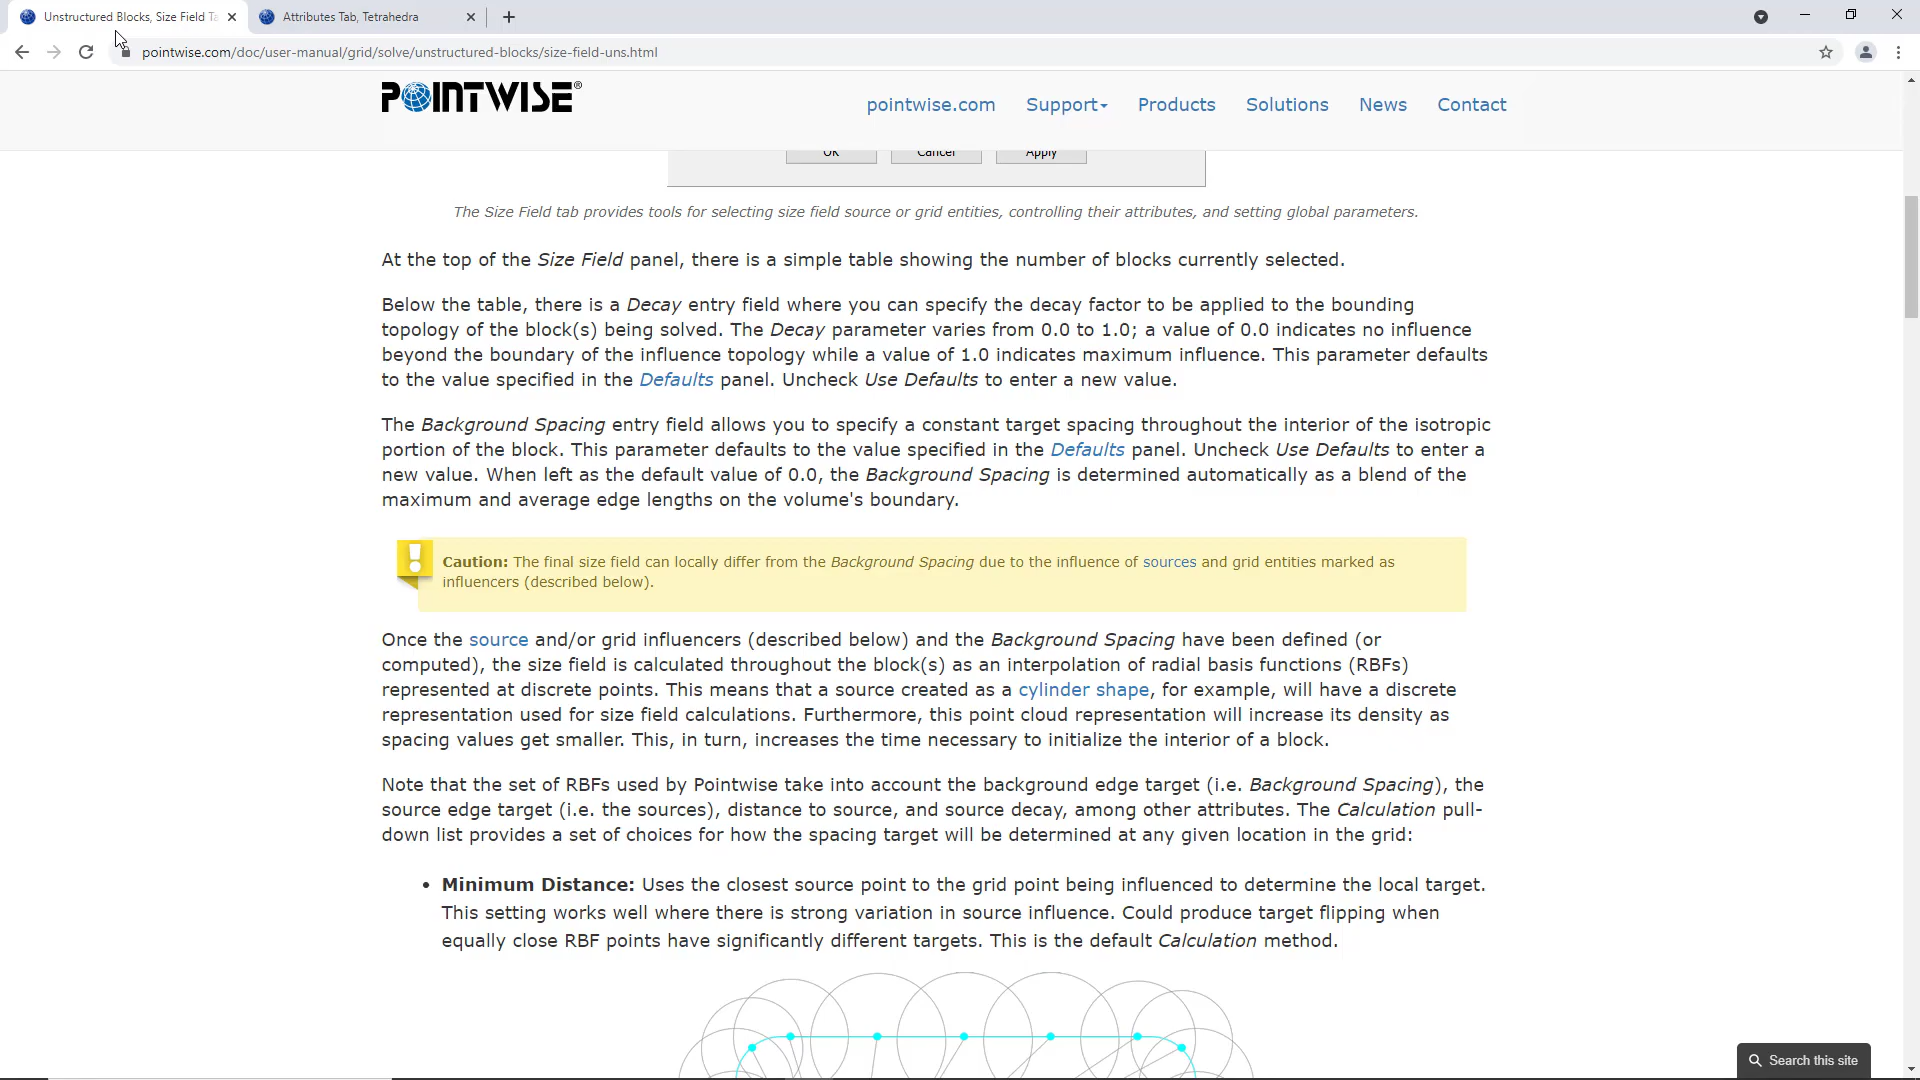 Unstructured Blocks, Size Field Ta
Attributes Tab, Tetrahedra
pointwise.com/doc/user-manual/grid/solve/unstructured-blocks/size-field-uns.html
POINTWISE®
pointwise.com Support Products Solutions News Contact
OK Cancel Apply
The Size Field tab provides tools for selecting size field source or grid entities, controlling their attributes, and setting global parameters.
At the top of the Size Field panel, there is a simple table showing the number of blocks currently selected.
Below the table, there is a Decay entry field where you can specify the decay factor to be applied to the bounding
topology of the block(s) being solved. The Decay parameter varies from 0.0 to 1.0; a value of 0.0 indicates no influence
beyond the boundary of the influence topology while a value of 1.0 indicates maximum influence. This parameter defaults
to the value specified in the Defaults panel. Uncheck Use Defaults to enter a new value.
The Background Spacing entry field allows you to specify a constant target spacing throughout the interior of the isotropic
portion of the block. This parameter defaults to the value specified in the Defaults panel. Uncheck Use Defaults to enter a
new value. When left as the default value of 0.0, the Background Spacing is determined automatically as a blend of the
maximum and average edge lengths on the volume's boundary.
Caution: The final size field can locally differ from the Background Spacing due to the influence of sources and grid entities marked as
influencers (described below).
Once the source and/or grid influencers (described below) and the Background Spacing have been defined (or
computed), the size field is calculated throughout the block(s) as an interpolation of radial basis functions (RBFs)
represented at discrete points. This means that a source created as a cylinder shape, for example, will have a discrete
representation used for size field calculations. Furthermore, this point cloud representation will increase its density as
spacing values get smaller. This, in turn, increases the time necessary to initialize the interior of a block.
Note that the set of RBFs used by Pointwise take into account the background edge target (i.e. Background Spacing), the
source edge target (i.e. the sources), distance to source, and source decay, among other attributes. The Calculation pull-
down list provides a set of choices for how the spacing target will be determined at any given location in the grid:
• Minimum Distance: Uses the closest source point to the grid point being influenced to determine the local target.
This setting works well where there is strong variation in source influence. Could produce target flipping when
equally close RBF points have significantly different targets. This is the default Calculation method.
Search this site